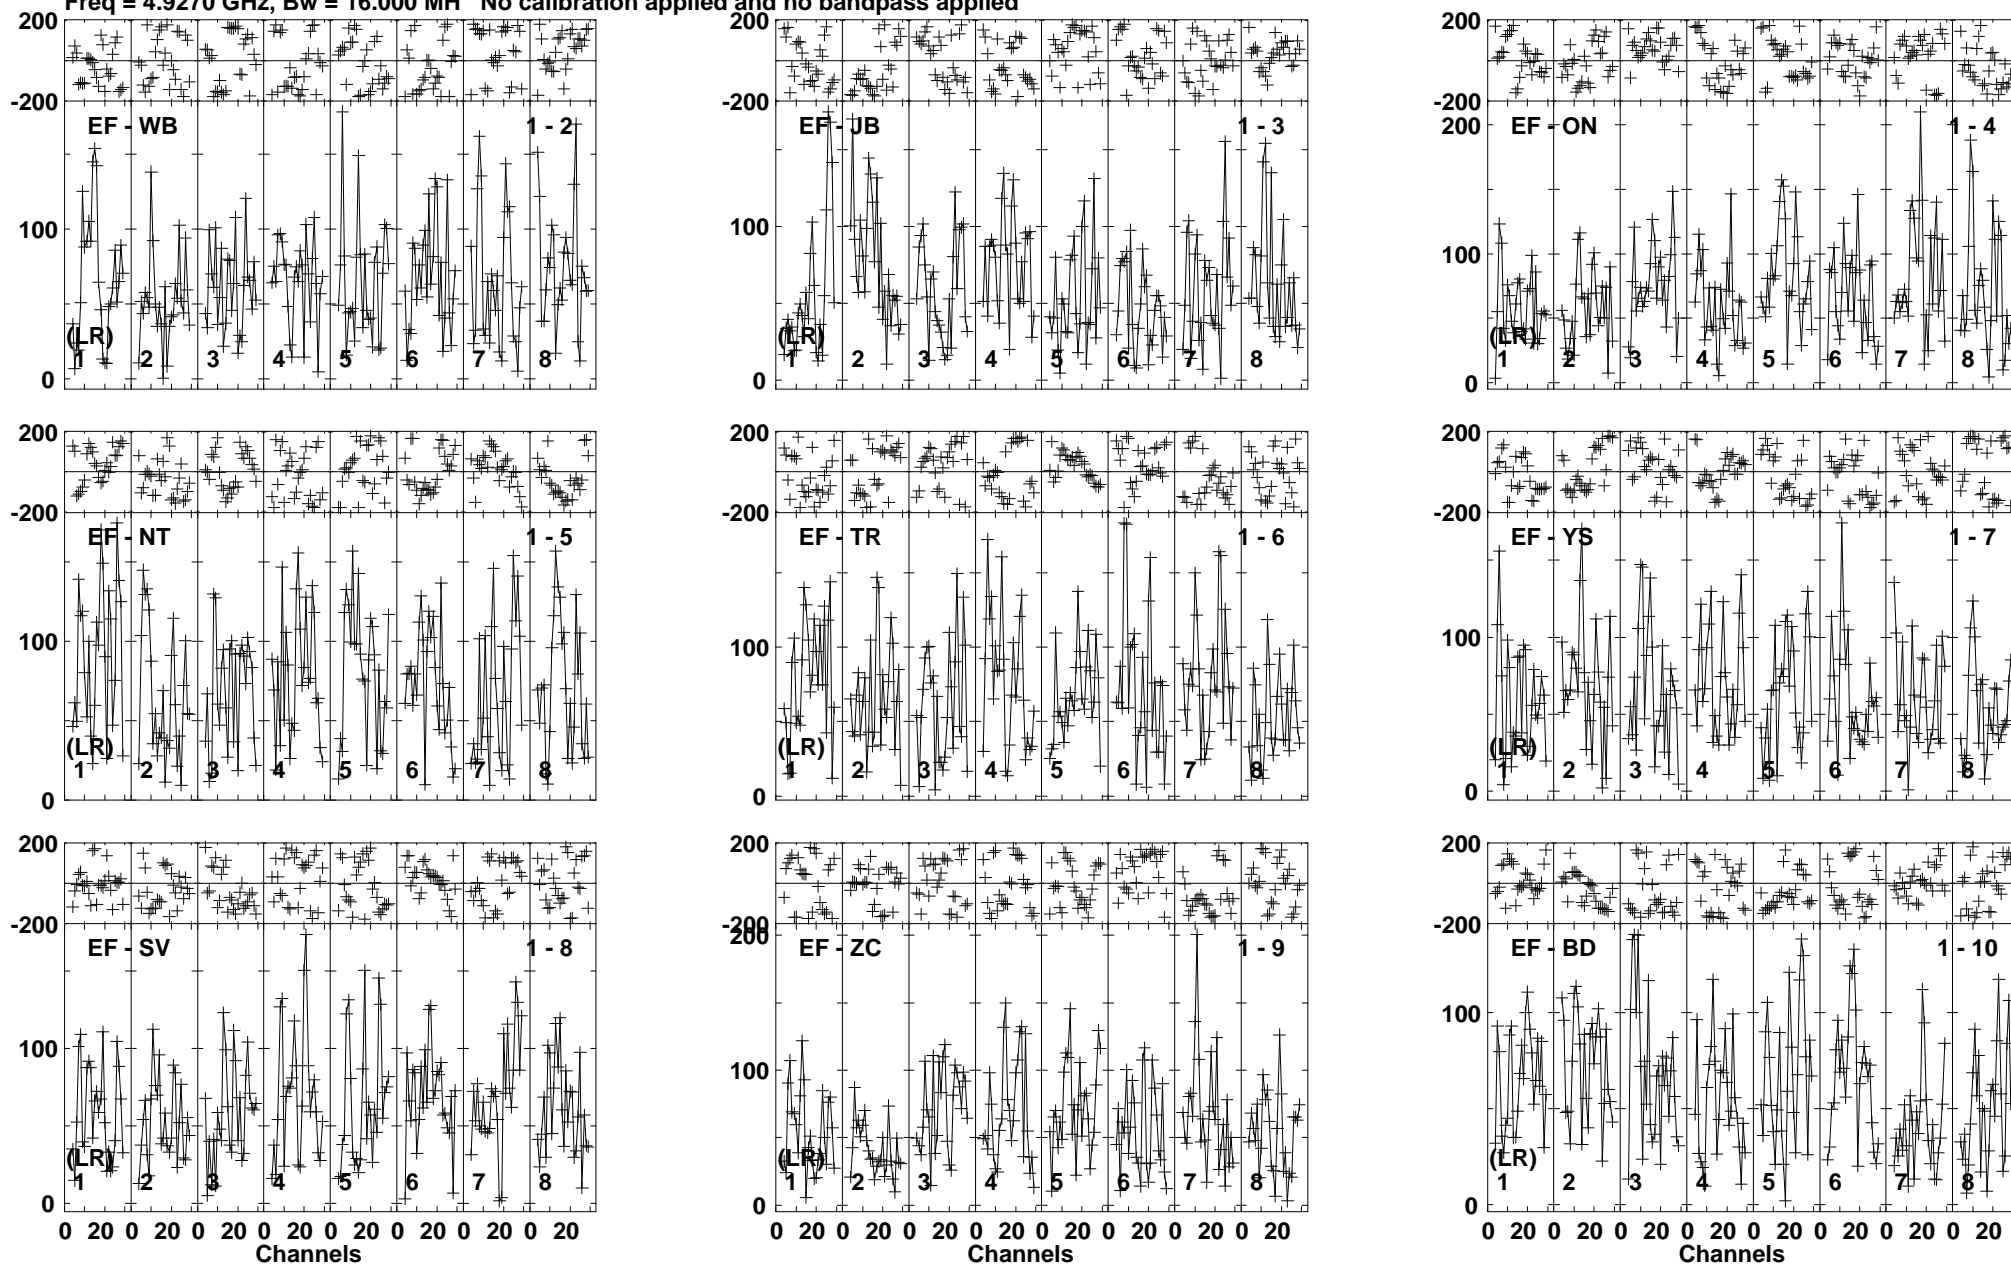 Freq = 4.9270 GHz, Bw = 16.000 MH No calibration applied and no bandpass applied
200
-200
EF - WB 1 - 2
100
(LR)
1 2 3 4 5 6 7 8
0
200
-200
EF - JB 1 - 3
100
(LR)
1 2 3 4 5 6 7 8
0
200
-200
200
EF - ON 1 - 4
100
(LR)
1 2 3 4 5 6 7 8
0
200
-200
EF - NT 1 - 5
100
(LR)
1 2 3 4 5 6 7 8
0
200
-200
EF - TR 1 - 6
100
(LR)
1 2 3 4 5 6 7 8
0
200
-200
EF - YS 1 - 7
100
(LR)
1 2 3 4 5 6 7 8
0
200
-200
EF - SV 1 - 8
100
(LR)
1 2 3 4 5 6 7 8
0
0 20 0 20 0 20 0 20 0 20 0 20 0 20 0 20
Channels
200
-200
200
EF - ZC 1 - 9
100
(LR)
1 2 3 4 5 6 7 8
0
0 20 0 20 0 20 0 20 0 20 0 20 0 20 0 20
Channels
200
-200
EF - BD 1 - 10
100
(LR)
1 2 3 4 5 6 7 8
0
0 20 0 20 0 20 0 20 0 20 0 20 0 20 0 20
Channels